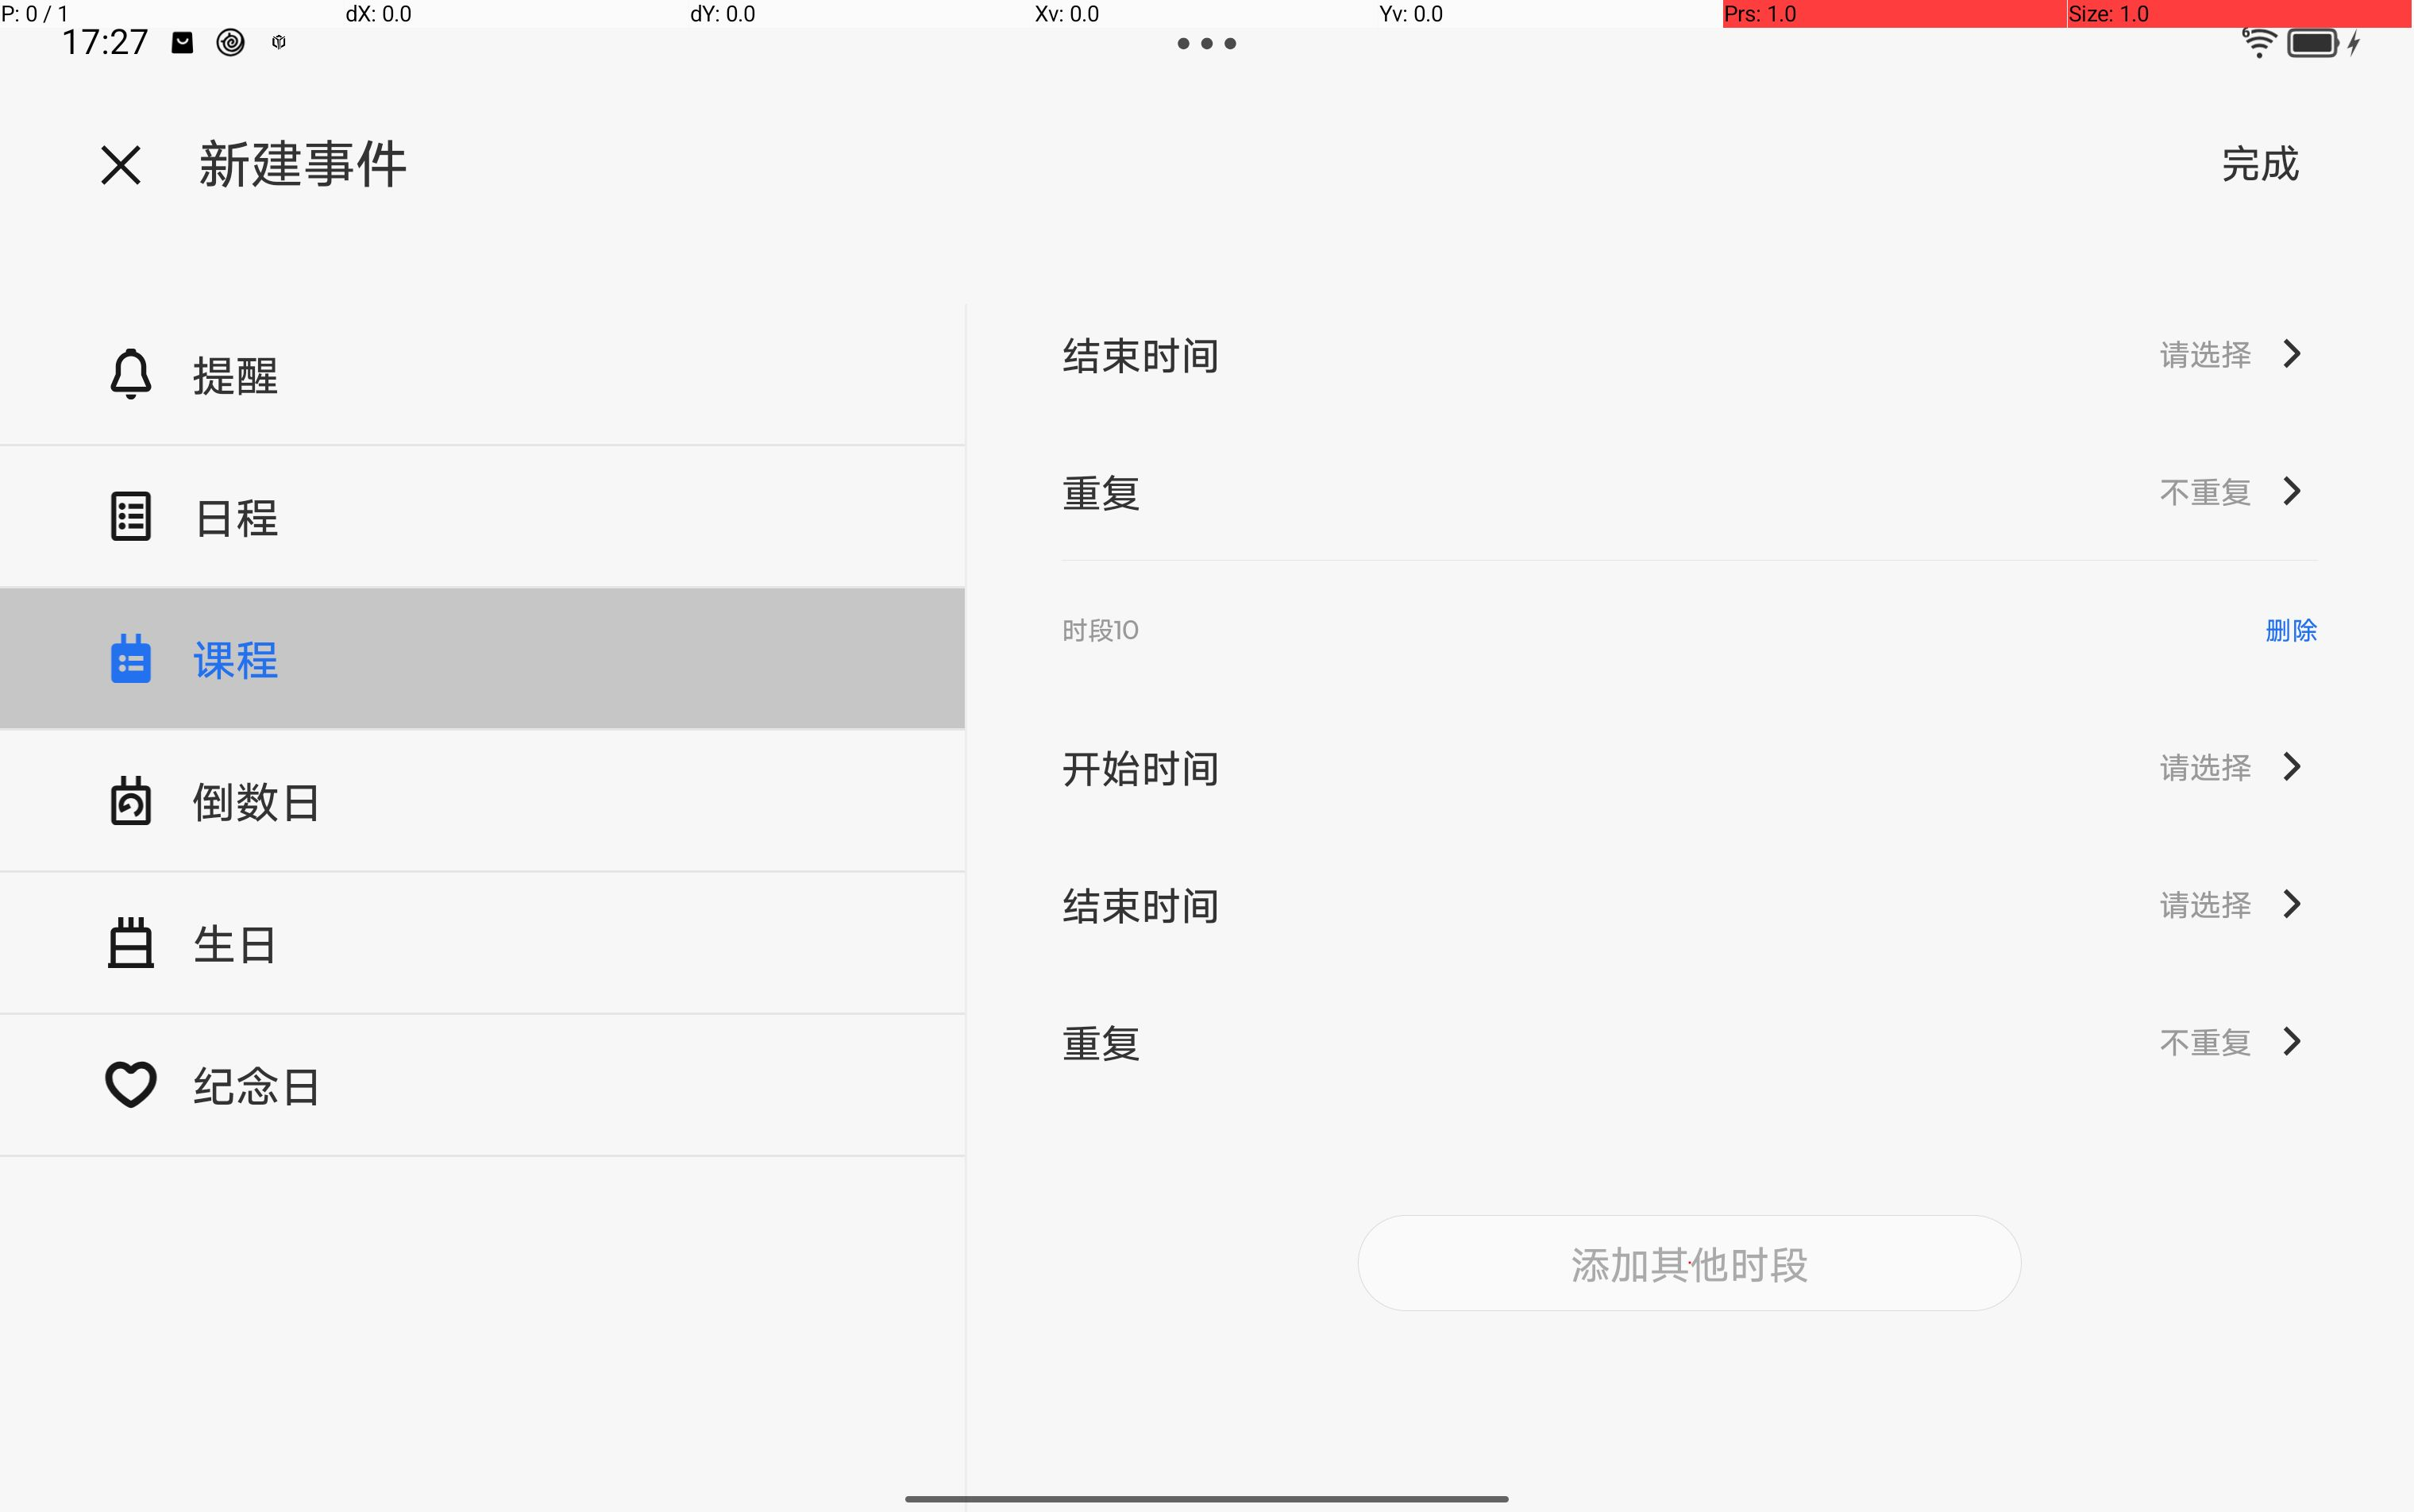 P: 0 / 1 dX: 0.0 dY: 0.0 Xv: 0.0 Yv: 0.0 Prs: 1.0 Size: 1.0
17:27
6
新建事件 完成
提醒
日程
课程
倒数日
生日
纪念日
结束时间 请选择
重复 不重复
时段10 删除
开始时间 请选择
结束时间 请选择
重复 不重复
添加其他时段